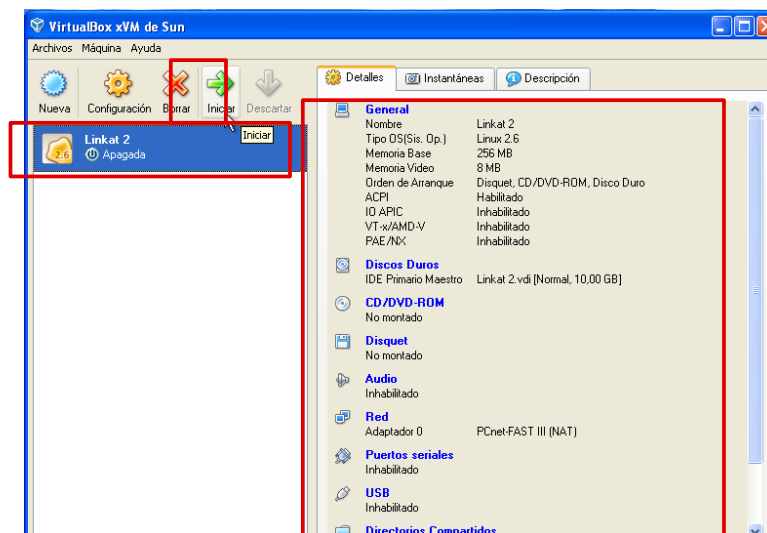 VirtualBox xVM de Sun
Archivos Máquina Ayuda
Nueva Configuración Borrar Iniciar Descartar
Iniciar
Linkat 2
2.6
Apagada
Detalles Instantáneas Descripción
General
Nombre Linkat 2
Tipo OS(Sis. Op.) Linux 2.6
Memoria Base 256 MB
Memoria Video 8 MB
Orden de Arranque Disquet, CD/DVD-ROM, Disco Duro
ACPI Habilitado
IO APIC Inhabilitado
VT-x/AMD-V Inhabilitado
PAE/NX Inhabilitado
Discos Duros
IDE Primario Maestro Linkat 2.vdi [Normal, 10,00 GB]
CD/DVD-ROM
No montado
Disquet
No montado
Audio
Inhabilitado
Red
Adaptador 0 PCnet-FAST III (NAT)
Puertos seriales
Inhabilitado
USB
Inhabilitado
Directorios Compartidos